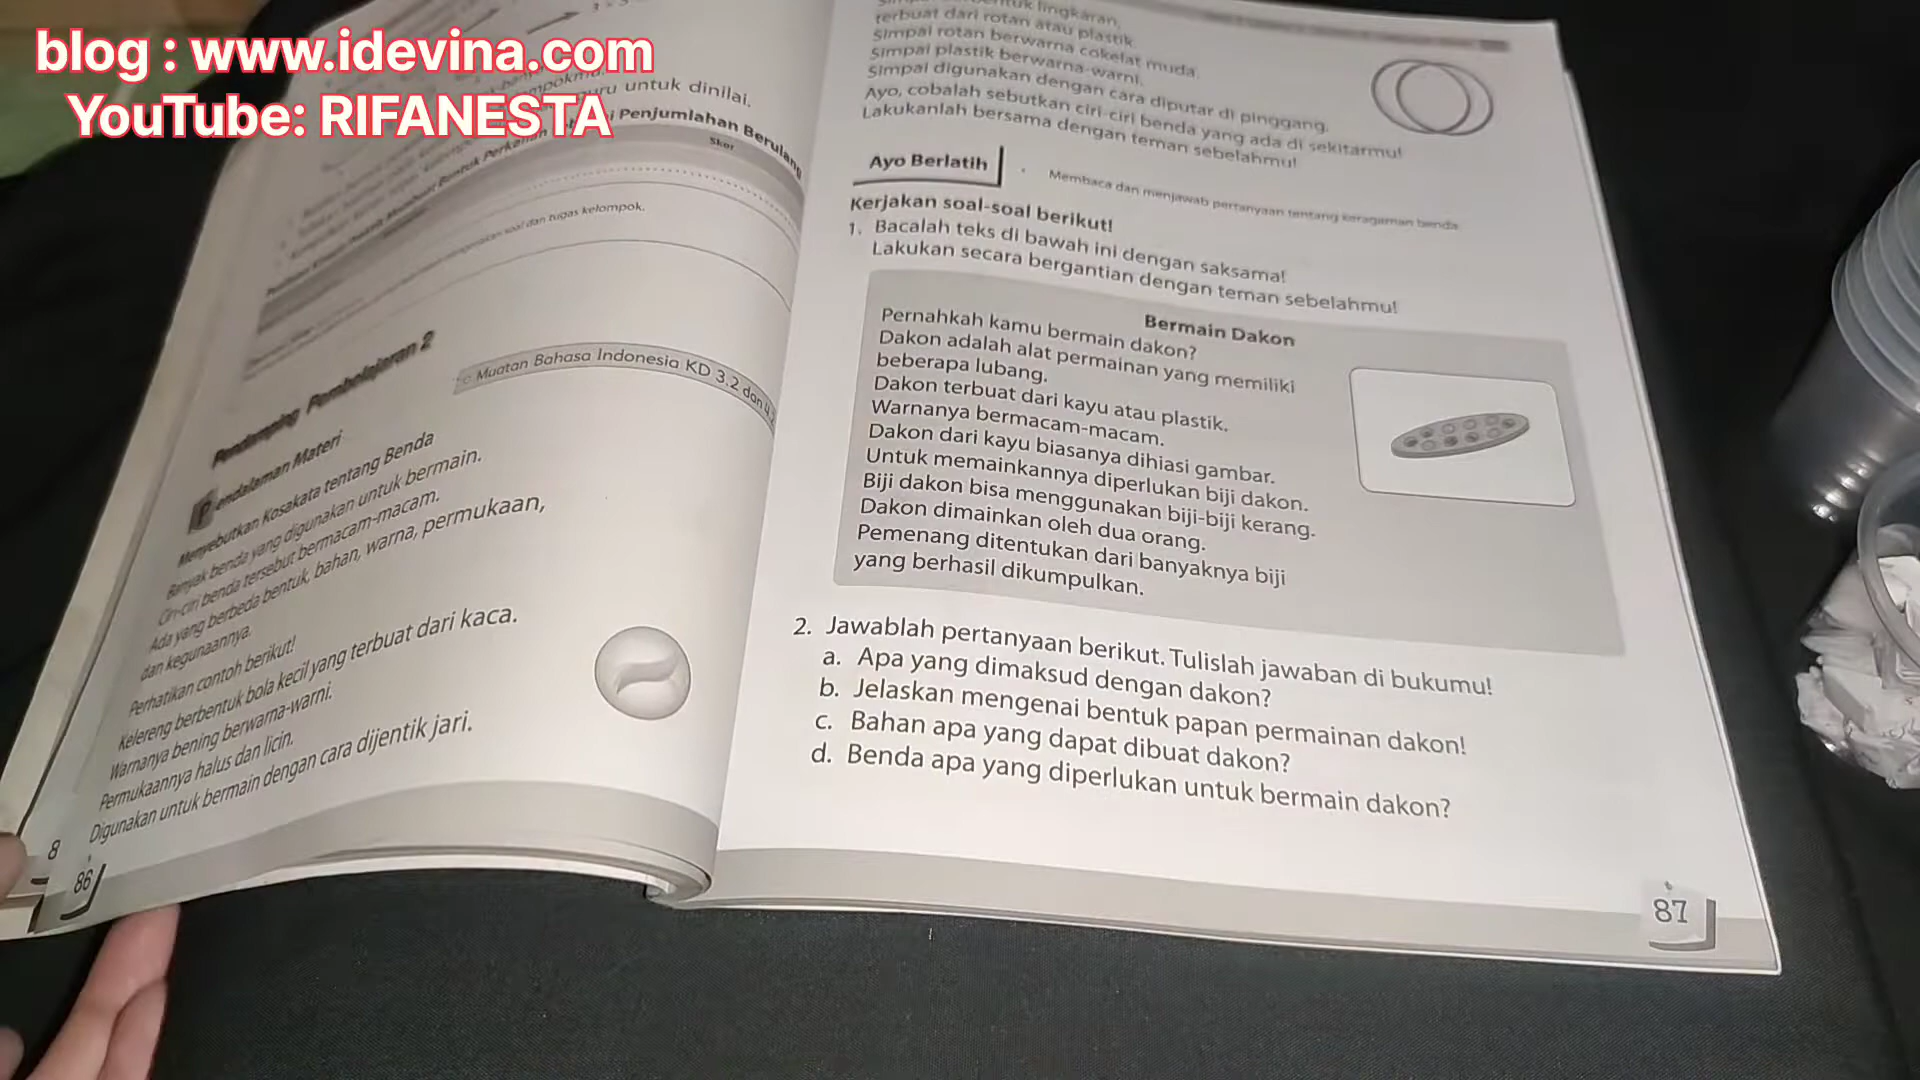 blog : www.idevina.com
YouTube: RIFANESTA
untuk dinilai.
Penjumlahan Berulang
Skor
soal dan tugas kelompok.
Pendamping Pembelajaran 2
Muatan Bahasa Indonesia KD 3.2 dan 4.2
Pendalaman Materi
Menyebutkan Kosakata tentang Benda
Banyak benda yang digunakan untuk bermain.
Ciri-ciri benda tersebut bermacam-macam.
Ada yang berbeda bentuk, bahan, warna, permukaan,
dan kegunaannya.
Perhatikan contoh berikut!
Kelereng berbentuk bola kecil yang terbuat dari kaca.
Warnanya bening berwarna-warni.
Permukaannya halus dan licin.
Digunakan untuk bermain dengan cara dijentik jari.
8
86
lingkaran,
terbuat dari rotan atau plastik.
Simpai rotan berwarna cokelat muda.
Simpai plastik berwarna-warni.
Simpai digunakan dengan cara diputar di pinggang.
Ayo, cobalah sebutkan ciri-ciri benda yang ada di sekitarmu!
Lakukanlah bersama dengan teman sebelahmu!
Ayo Berlatih
Membaca dan menjawab pertanyaan tentang keragaman benda
Kerjakan soal-soal berikut!
1. Bacalah teks di bawah ini dengan saksama!
Lakukan secara bergantian dengan teman sebelahmu!
Bermain Dakon
Pernahkah kamu bermain dakon?
Dakon adalah alat permainan yang memiliki
beberapa lubang.
Dakon terbuat dari kayu atau plastik.
Warnanya bermacam-macam.
Dakon dari kayu biasanya dihiasi gambar.
Untuk memainkannya diperlukan biji dakon.
Biji dakon bisa menggunakan biji-biji kerang.
Dakon dimainkan oleh dua orang.
Pemenang ditentukan dari banyaknya biji
yang berhasil dikumpulkan.
2. Jawablah pertanyaan berikut. Tulislah jawaban di bukumu!
a. Apa yang dimaksud dengan dakon?
b. Jelaskan mengenai bentuk papan permainan dakon!
c. Bahan apa yang dapat dibuat dakon?
d. Benda apa yang diperlukan untuk bermain dakon?
87